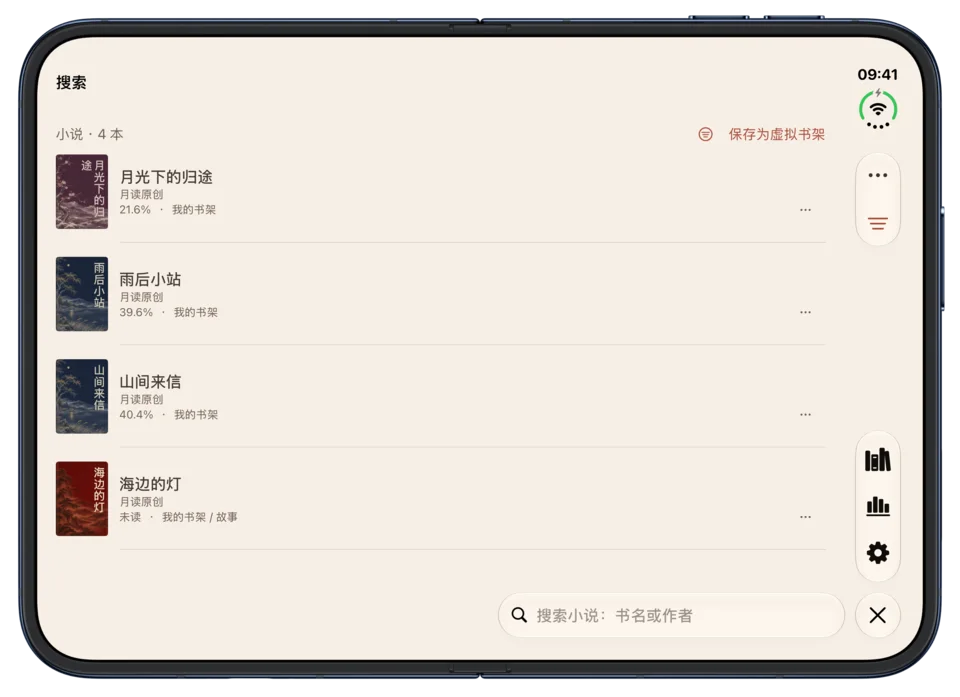 搜索
09:41
小说 · 4 本
保存为虚拟书架
月光下的归途
月光下的归途
月读原创
21.6% · 我的书架
雨后小站
雨后小站
月读原创
39.6% · 我的书架
山间来信
山间来信
月读原创
40.4% · 我的书架
海边的灯
海边的灯
月读原创
未读 · 我的书架 / 故事
搜索小说：书名或作者